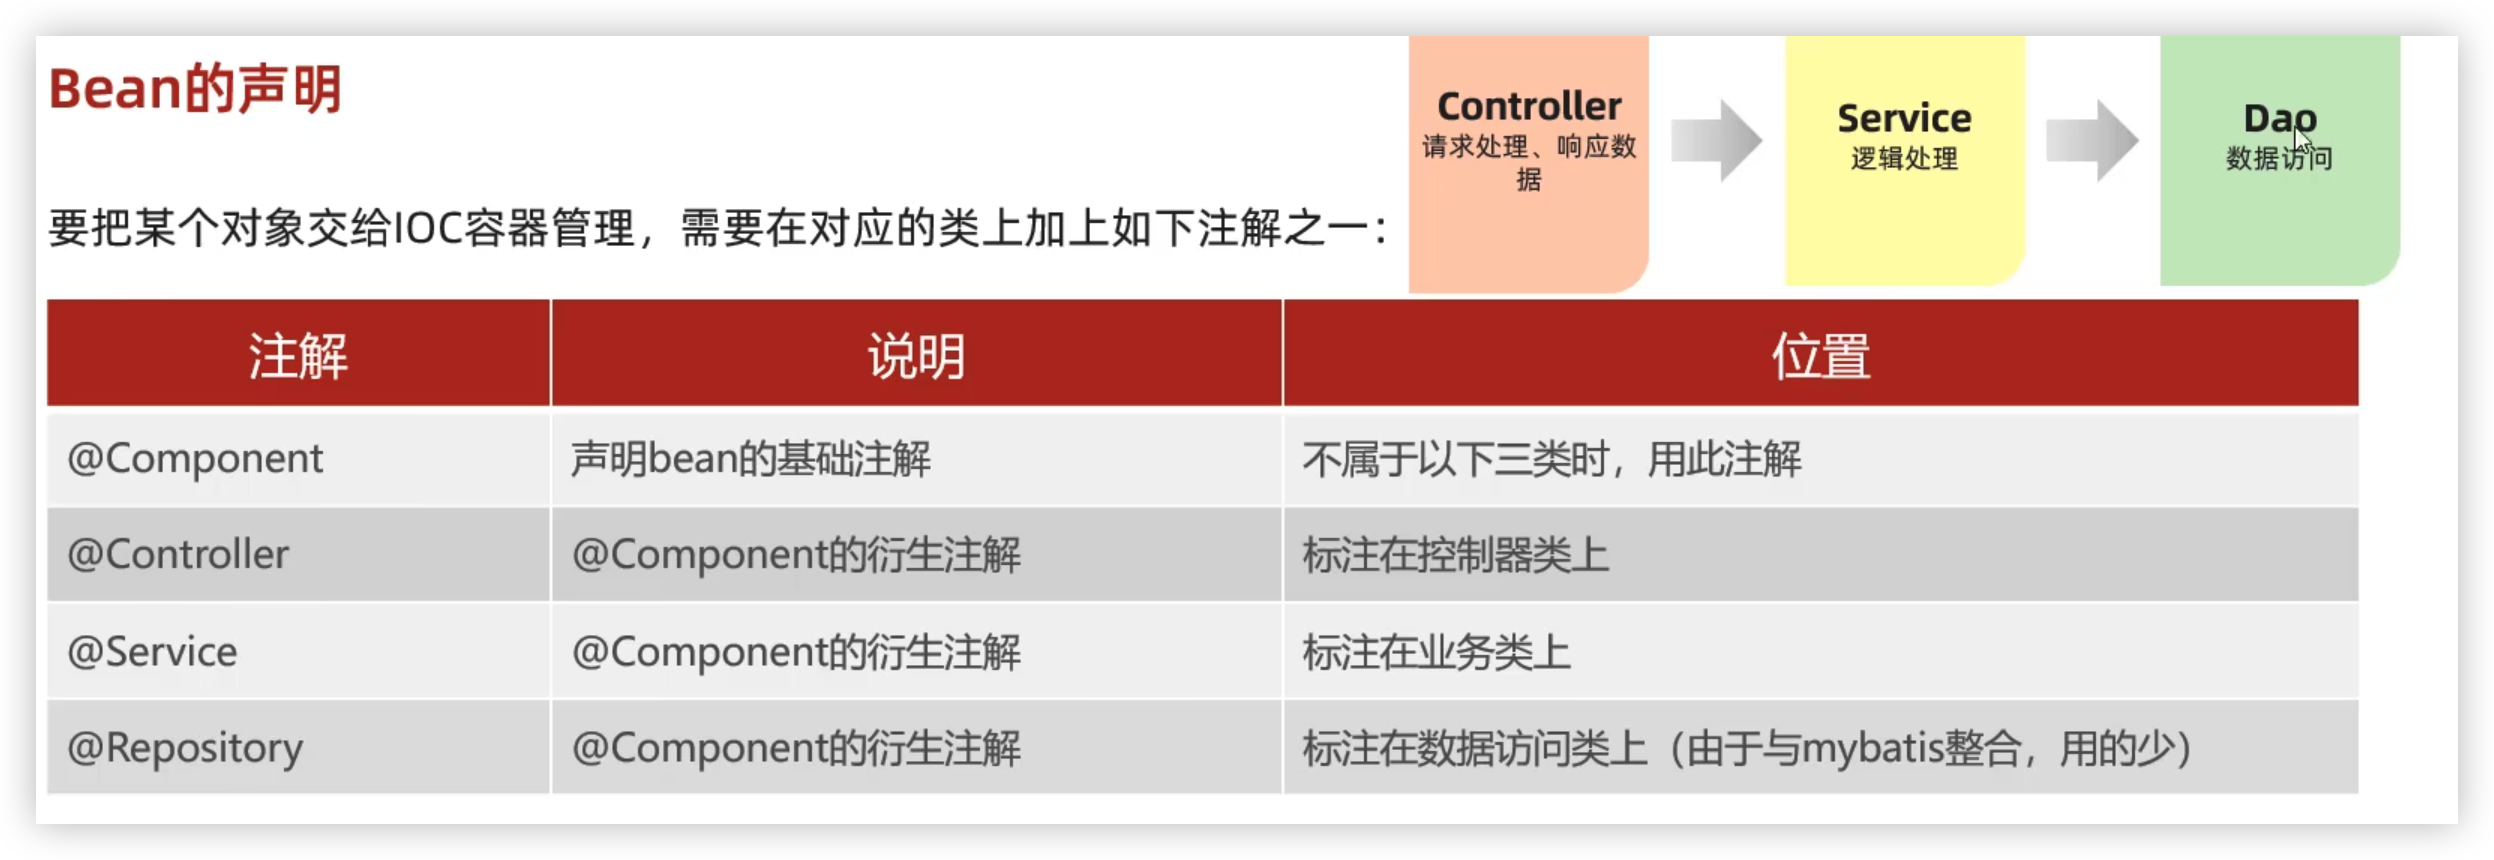 Bean的声明
Controller
请求处理、响应数
据
Service
逻辑处理
Dao
数据访问
要把某个对象交给IOC容器管理，需要在对应的类上加上如下注解之一：
注解 说明 位置
@Component 声明bean的基础注解 不属于以下三类时，用此注解
@Controller @Component的衍生注解 标注在控制器类上
@Service @Component的衍生注解 标注在业务类上
@Repository @Component的衍生注解 标注在数据访问类上（由于与mybatis整合，用的少）